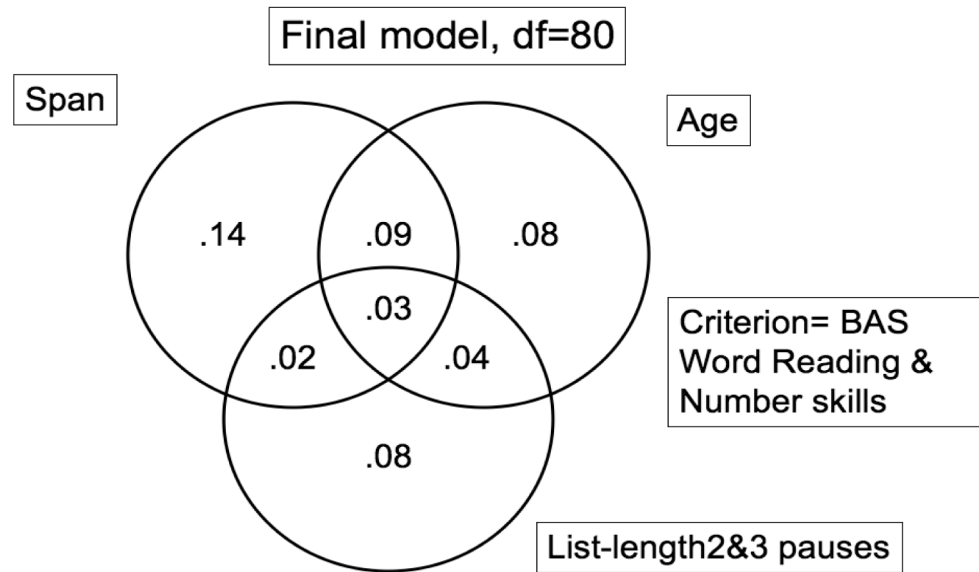 Final model, df=80
Span
Age
.14
.09
.08
.03
.02
.04
Criterion= BAS
Word Reading &
Number skills
.08
List-length2&3 pauses